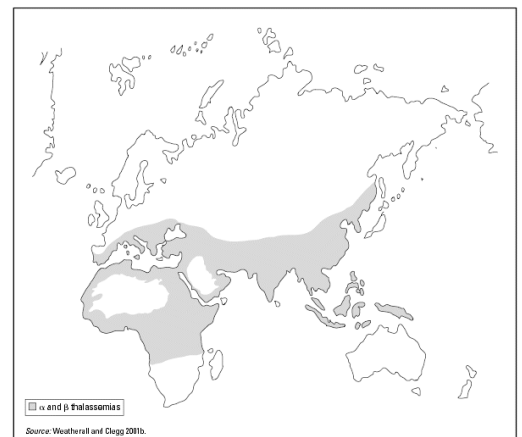 α and β thalassemias
Source: Weatherall and Clegg 2001b.